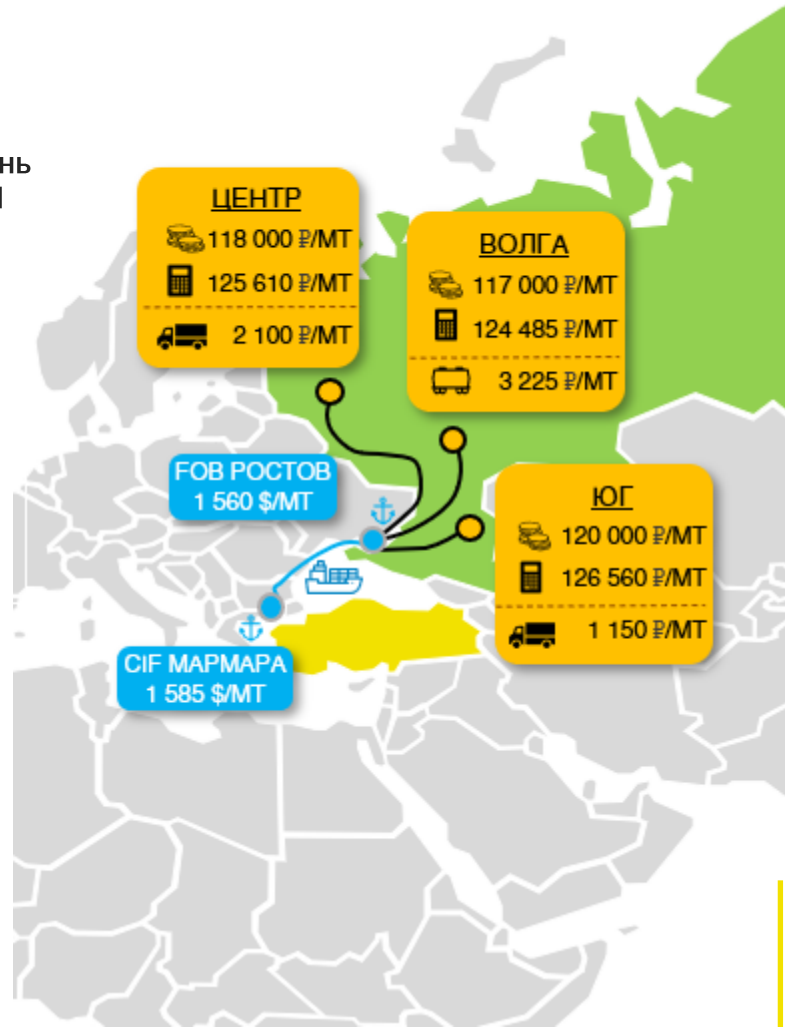 нь
ЦЕНТР
118 000 ₽/МТ
125 610 ₽/МТ
2 100 ₽/МТ
ВОЛГА
117 000 ₽/МТ
124 485 ₽/МТ
3 225 ₽/МТ
FOB РОСТОВ
1 560 $/МТ
ЮГ
120 000 ₽/МТ
126 560 ₽/МТ
1 150 ₽/МТ
CIF МАРМАРА
1 585 $/МТ